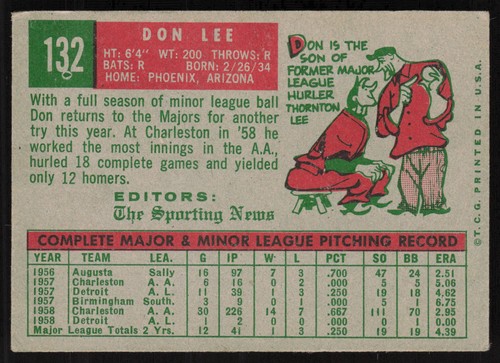 132
DON LEE
HT: 6'4" WT: 200 THROWS: R
BATS: R BORN: 2/26/34
HOME: PHOENIX, ARIZONA
With a full season of minor league ball
Don returns to the Majors for another
try this year. At Charleston in '58 he
worked the most innings in the A.A.,
hurled 18 complete games and yielded
only 12 homers.
EDITORS:
The Sporting News
DON IS THE
SON OF
FORMER MAJOR
LEAGUE
HURLER
THORNTON
LEE
© T.C.G. PRINTED IN U.S.A.
COMPLETE MAJOR & MINOR LEAGUE PITCHING RECORD
YEAR TEAM LEA. G IP W L PCT SO BB ERA
1956 Augusta Sally 16 97 7 3 .700 47 24 2.51
1957 Charleston A.A. 6 16 0 2 .000 5 5 5.06
1957 Detroit A.L. 11 39 1 3 .250 19 18 4.62
1957 Birmingham South. 3 9 0 0 .000 5 5 5.00
1958 Charleston A.A. 30 226 14 7 .667 111 70 2.95
1958 Detroit A.L. 1 2 0 0 .000 0 1 9.00
Major League Totals 2 Yrs. 12 41 1 3 .250 19 19 4.39